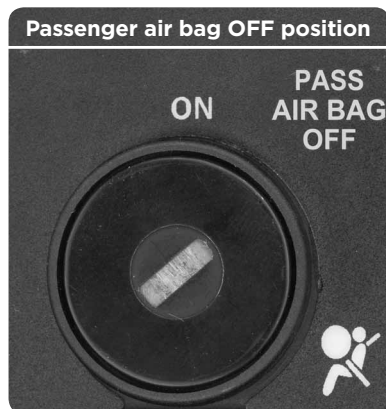 Passenger air bag OFF position
PASS
ON
AIR BAG
OFF